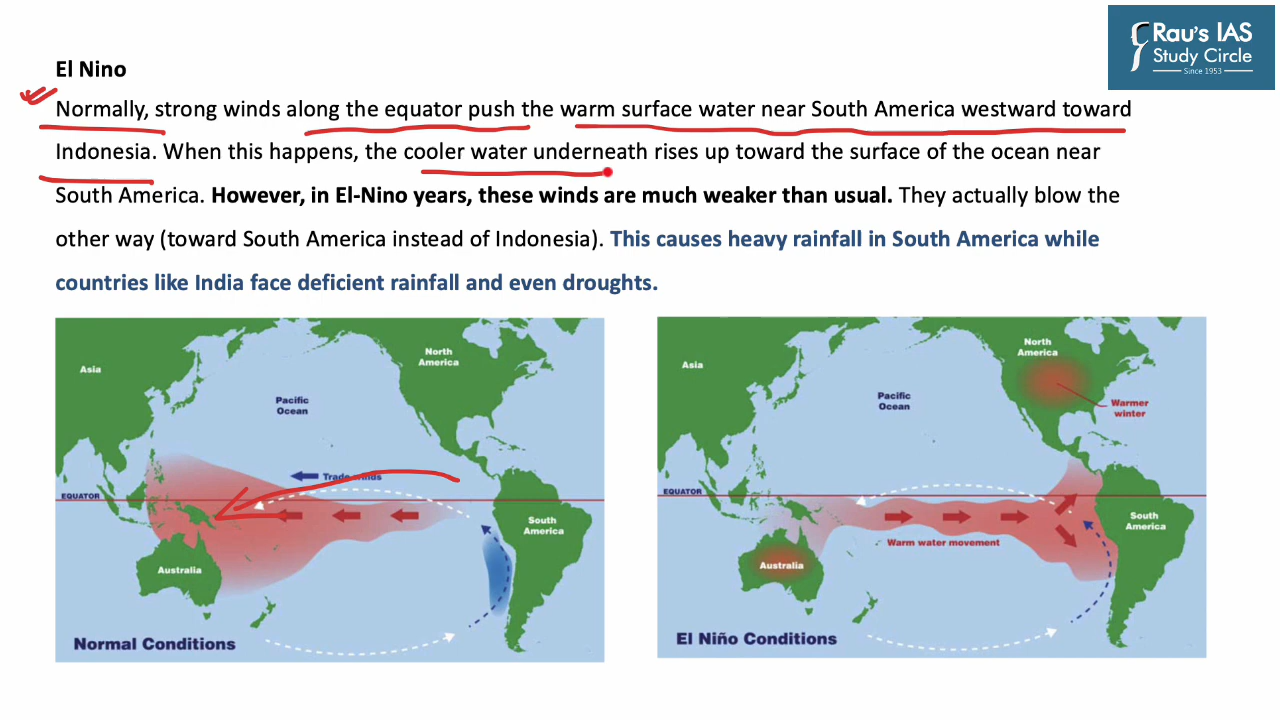 Rau's IAS
Study Circle
Since 1953
El Nino
Normally, strong winds along the equator push the warm surface water near South America westward toward
Indonesia. When this happens, the cooler water underneath rises up toward the surface of the ocean near
South America. However, in El-Nino years, these winds are much weaker than usual. They actually blow the
other way (toward South America instead of Indonesia). This causes heavy rainfall in South America while
countries like India face deficient rainfall and even droughts.
Asia
North
America
Pacific
Ocean
Trade winds
EQUATOR
South
America
Australia
Normal Conditions
Asia
North
America
Warmer
winter
Pacific
Ocean
EQUATOR
South
America
Warm water movement
Australia
El Niño Conditions